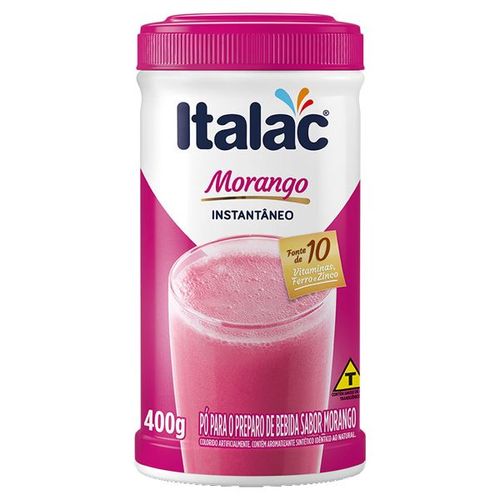 Italac®
Morango
INSTANTÂNEO
Fonte
de 10
Vitaminas,
Ferro e Zinco
T
400g
PÓ PARA O PREPARO DE BEBIDA SABOR MORANGO
COLORIDO ARTIFICIALMENTE. CONTÉM AROMATIZANTE SINTÉTICO IDÊNTICO AO NATURAL.